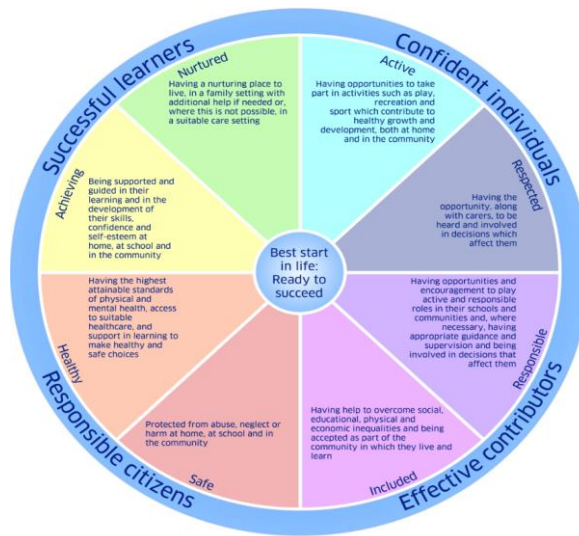 Successful learners
Confident individuals
Nurtured
Having a nurturing place to
live, in a family setting with
additional help if needed or,
where this is not possible, in
a suitable care setting
Active
Having opportunities to take
part in activities such as play,
recreation and
sport which contribute to
healthy growth and
development, both at home
and in the community
Achieving
Being supported and
guided in their
learning and in the
development of
their skills,
confidence and
self-esteem at
home, at school and
in the community
Respected
Having the
opportunity, along
with carers, to be
heard and involved
in decisions which
affect them
Best start
in life:
Ready to
succeed
Healthy
Having the highest
attainable standards
of physical and
mental health, access
to suitable
healthcare, and
support in learning to
make healthy and
safe choices
Responsible
Having opportunities and
encouragement to play
active and responsible
roles in their schools and
communities and, where
necessary, having
appropriate guidance and
supervision and being
involved in decisions that
affect them
Protected from abuse, neglect or
harm at home, at school and in
the community
Safe
Having help to overcome social,
educational, physical and
economic inequalities and being
accepted as part of the
community in which they live and
learn
Included
Responsible citizens
Effective contributors